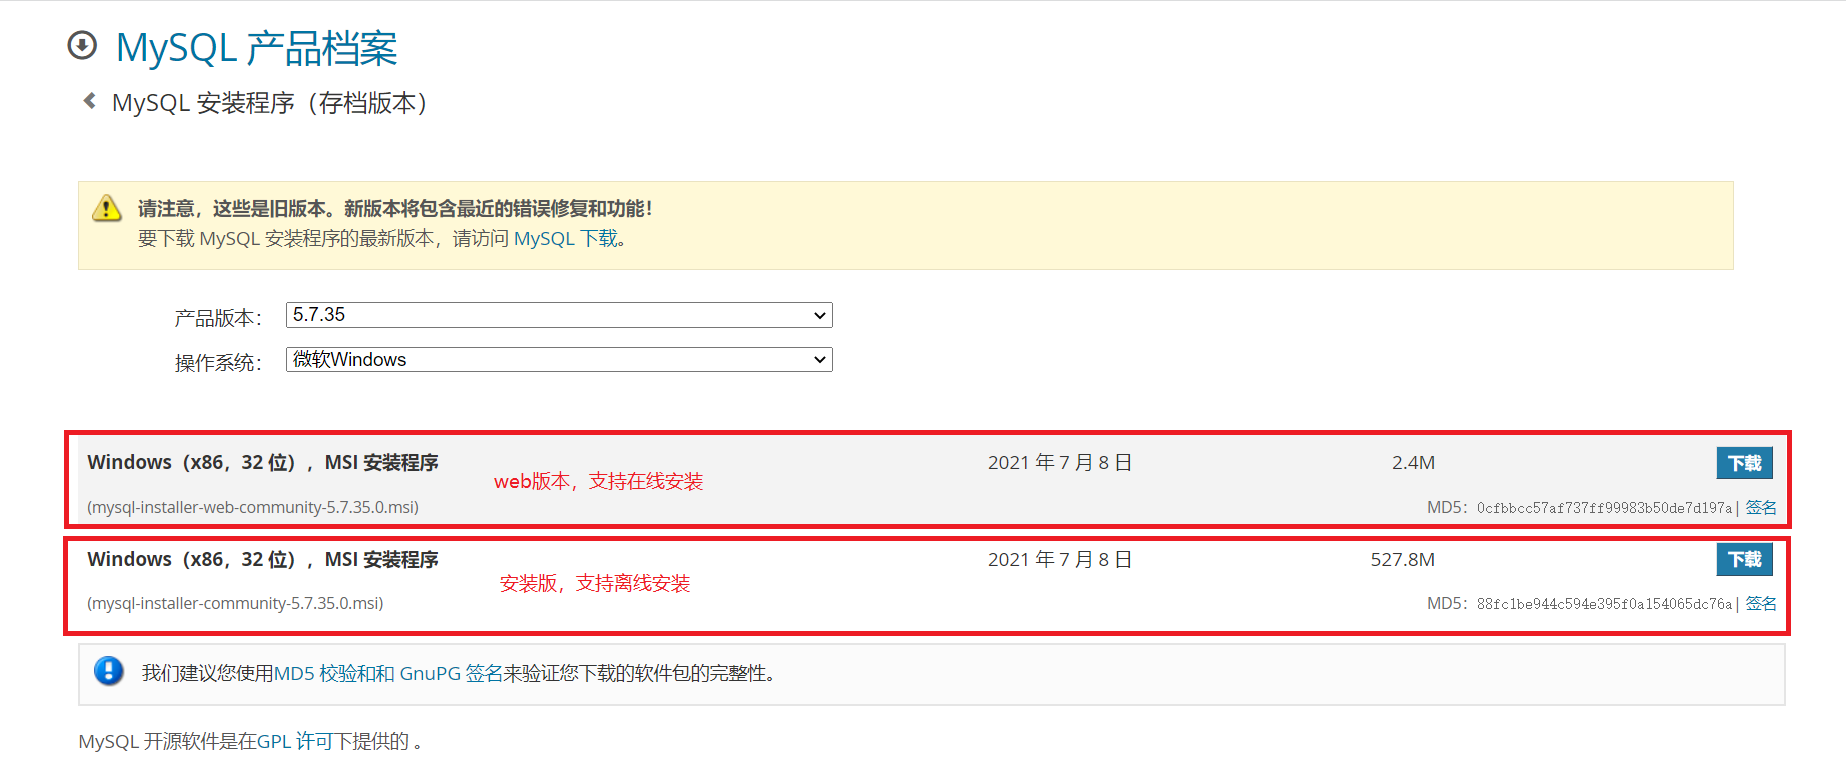 MySQL 产品档案
MySQL 安装程序（存档版本）
请注意，这些是旧版本。新版本将包含最近的错误修复和功能！
要下载 MySQL 安装程序的最新版本，请访问 MySQL 下载。
产品版本： 5.7.35
操作系统： 微软Windows
Windows（x86，32 位），MSI 安装程序 2021 年 7 月 8 日 2.4M 下载
web版本，支持在线安装
(mysql-installer-web-community-5.7.35.0.msi) MD5：0cfbbcc57af737ff99983b50de7d197a | 签名
Windows（x86，32 位），MSI 安装程序 2021 年 7 月 8 日 527.8M 下载
安装版，支持离线安装
(mysql-installer-community-5.7.35.0.msi) MD5：88fc1be944c594e395f0a154065dc76a | 签名
我们建议您使用MD5 校验和和 GnuPG 签名来验证您下载的软件包的完整性。
MySQL 开源软件是在GPL 许可下提供的 。